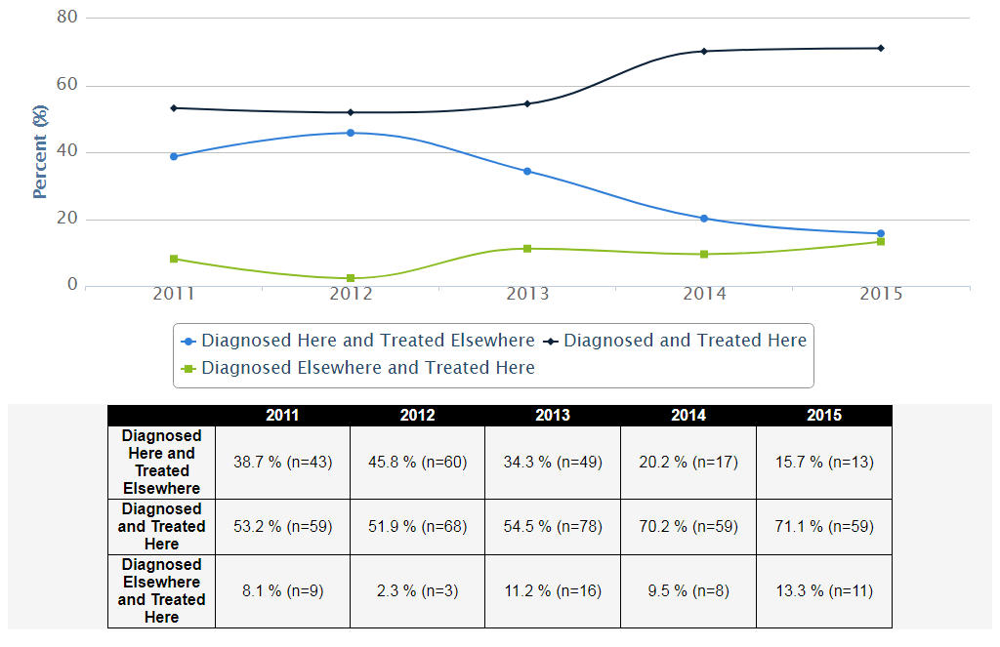 80
60
40
20
0
Percent (%)
2011 2012 2013 2014 2015
Diagnosed Here and Treated Elsewhere Diagnosed and Treated Here
Diagnosed Elsewhere and Treated Here
2011 2012 2013 2014 2015
Diagnosed
Here and
Treated
Elsewhere
38.7 % (n=43) 45.8 % (n=60) 34.3 % (n=49) 20.2 % (n=17) 15.7 % (n=13)
Diagnosed
and Treated
Here
53.2 % (n=59) 51.9 % (n=68) 54.5 % (n=78) 70.2 % (n=59) 71.1 % (n=59)
Diagnosed
Elsewhere
and Treated
Here
8.1 % (n=9) 2.3 % (n=3) 11.2 % (n=16) 9.5 % (n=8) 13.3 % (n=11)